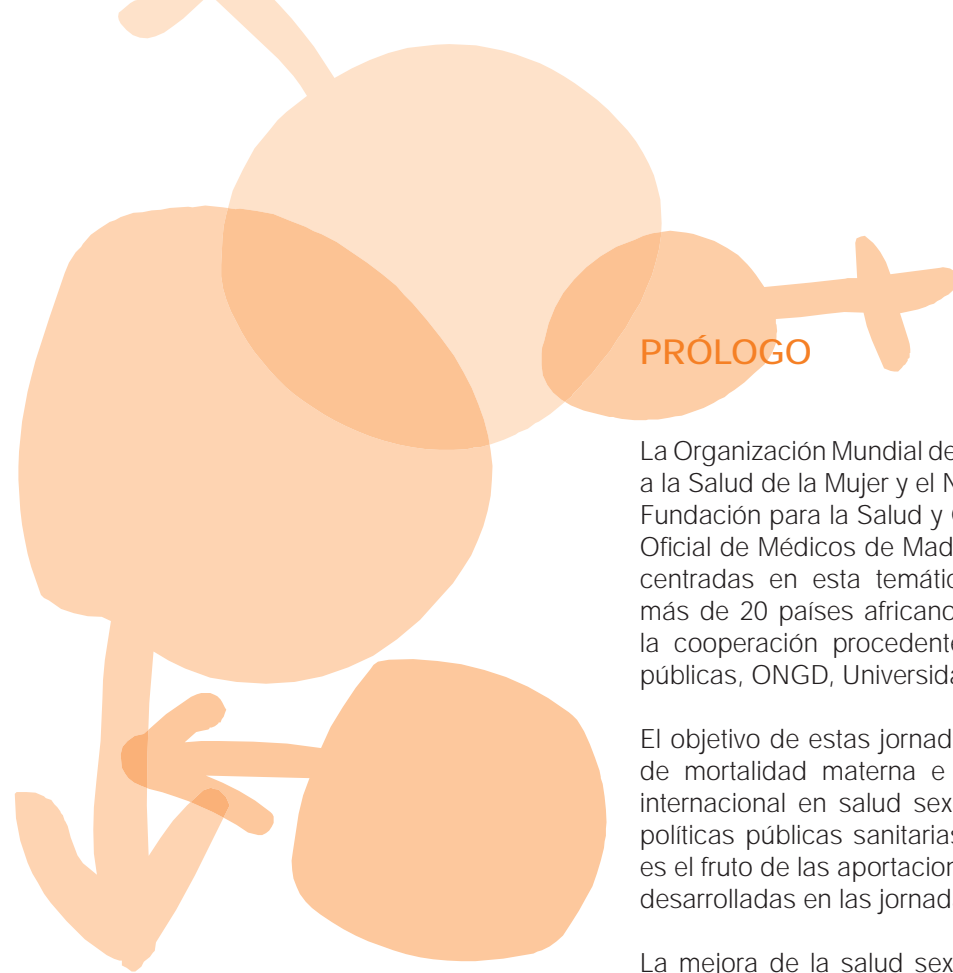 PRÓLOGO
La Organización Mundial de
a la Salud de la Mujer y el N
Fundación para la Salud y
Oficial de Médicos de Mad
centradas en esta temátic
más de 20 países africano
la cooperación procedente
públicas, ONGD, Universida
El objetivo de estas jornad
de mortalidad materna e
internacional en salud sex
políticas públicas sanitarias
es el fruto de las aportacion
desarrolladas en las jornad
La mejora de la salud sex